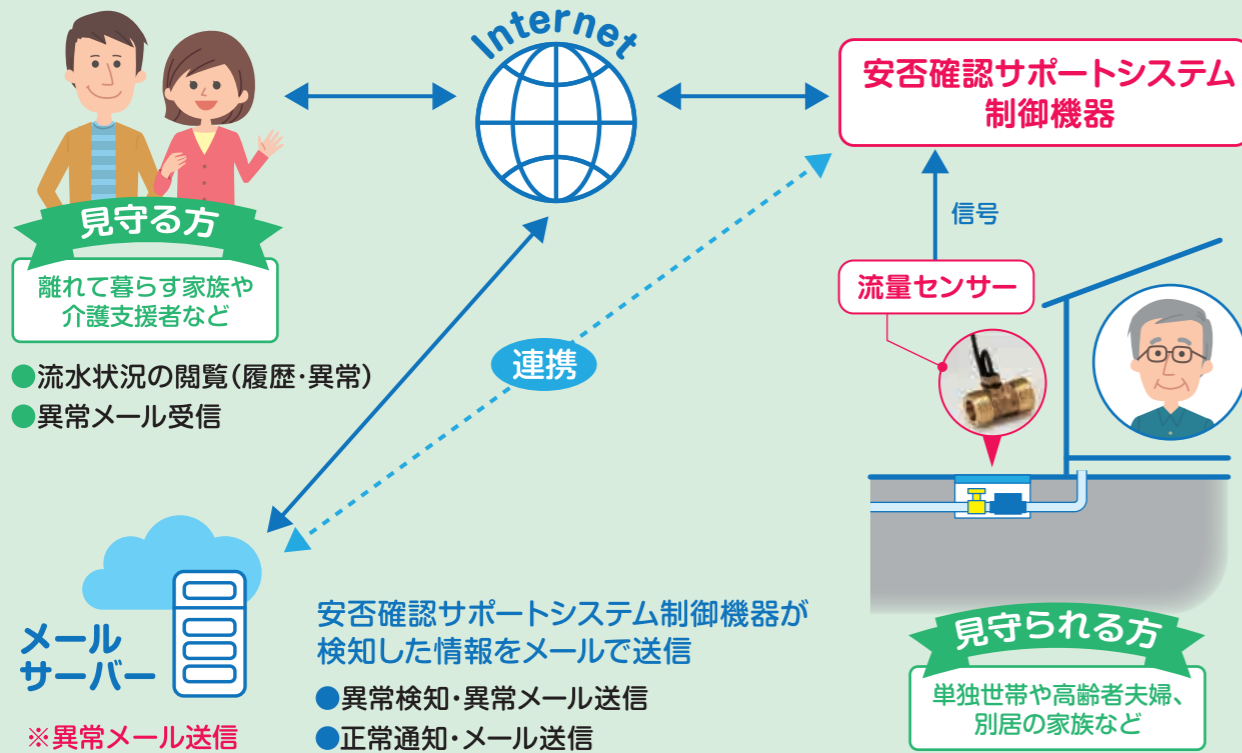 Internet
安否確認サポートシステム
制御機器
信号
流量センサー
見守る方
離れて暮らす家族や
介護支援者など
●流水状況の閲覧(履歴・異常)
●異常メール受信
連携
メール
サーバー
※異常メール送信
安否確認サポートシステム制御機器が
検知した情報をメールで送信
●異常検知・異常メール送信
●正常通知・メール送信
見守られる方
単独世帯や高齢者夫婦、
別居の家族など